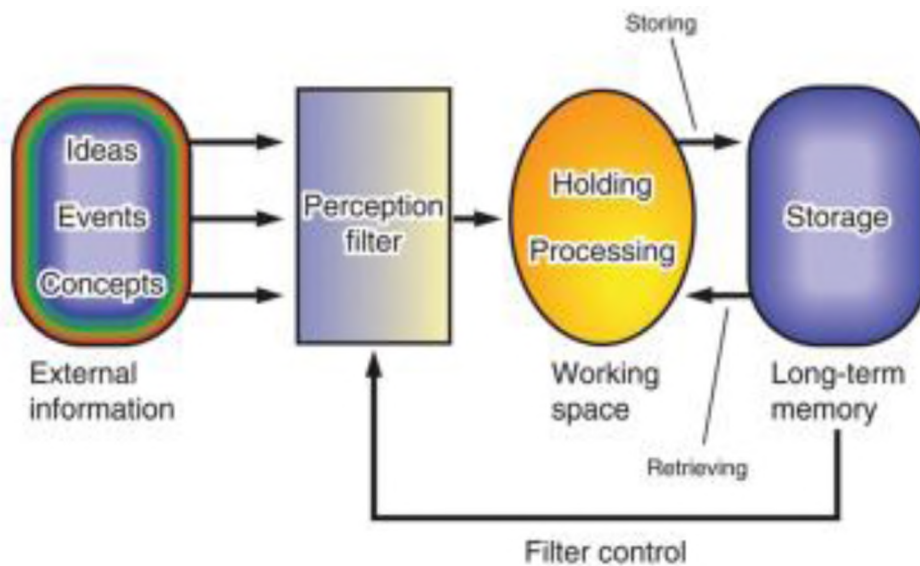 Storing
Ideas
Events
Concepts
Perception
filter
Holding
Processing
Storage
External
information
Working
space
Long-term
memory
Retrieving
Filter control